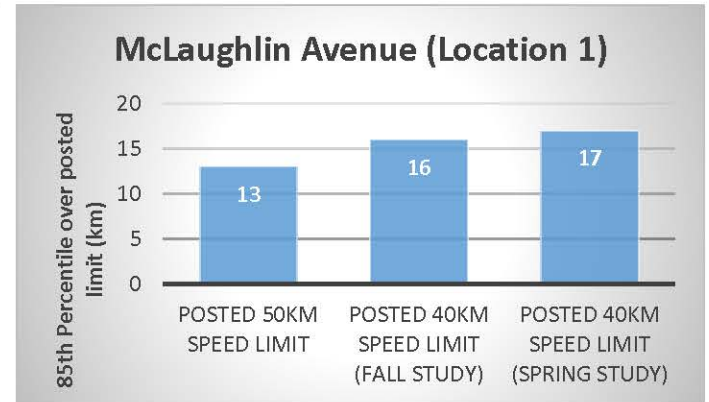 McLaughlin Avenue (Location 1)
85th Percentile over posted
limit (km)
20
15
10
5
0
13
16
17
POSTED 50KM
SPEED LIMIT
POSTED 40KM
SPEED LIMIT
(FALL STUDY)
POSTED 40KM
SPEED LIMIT
(SPRING STUDY)